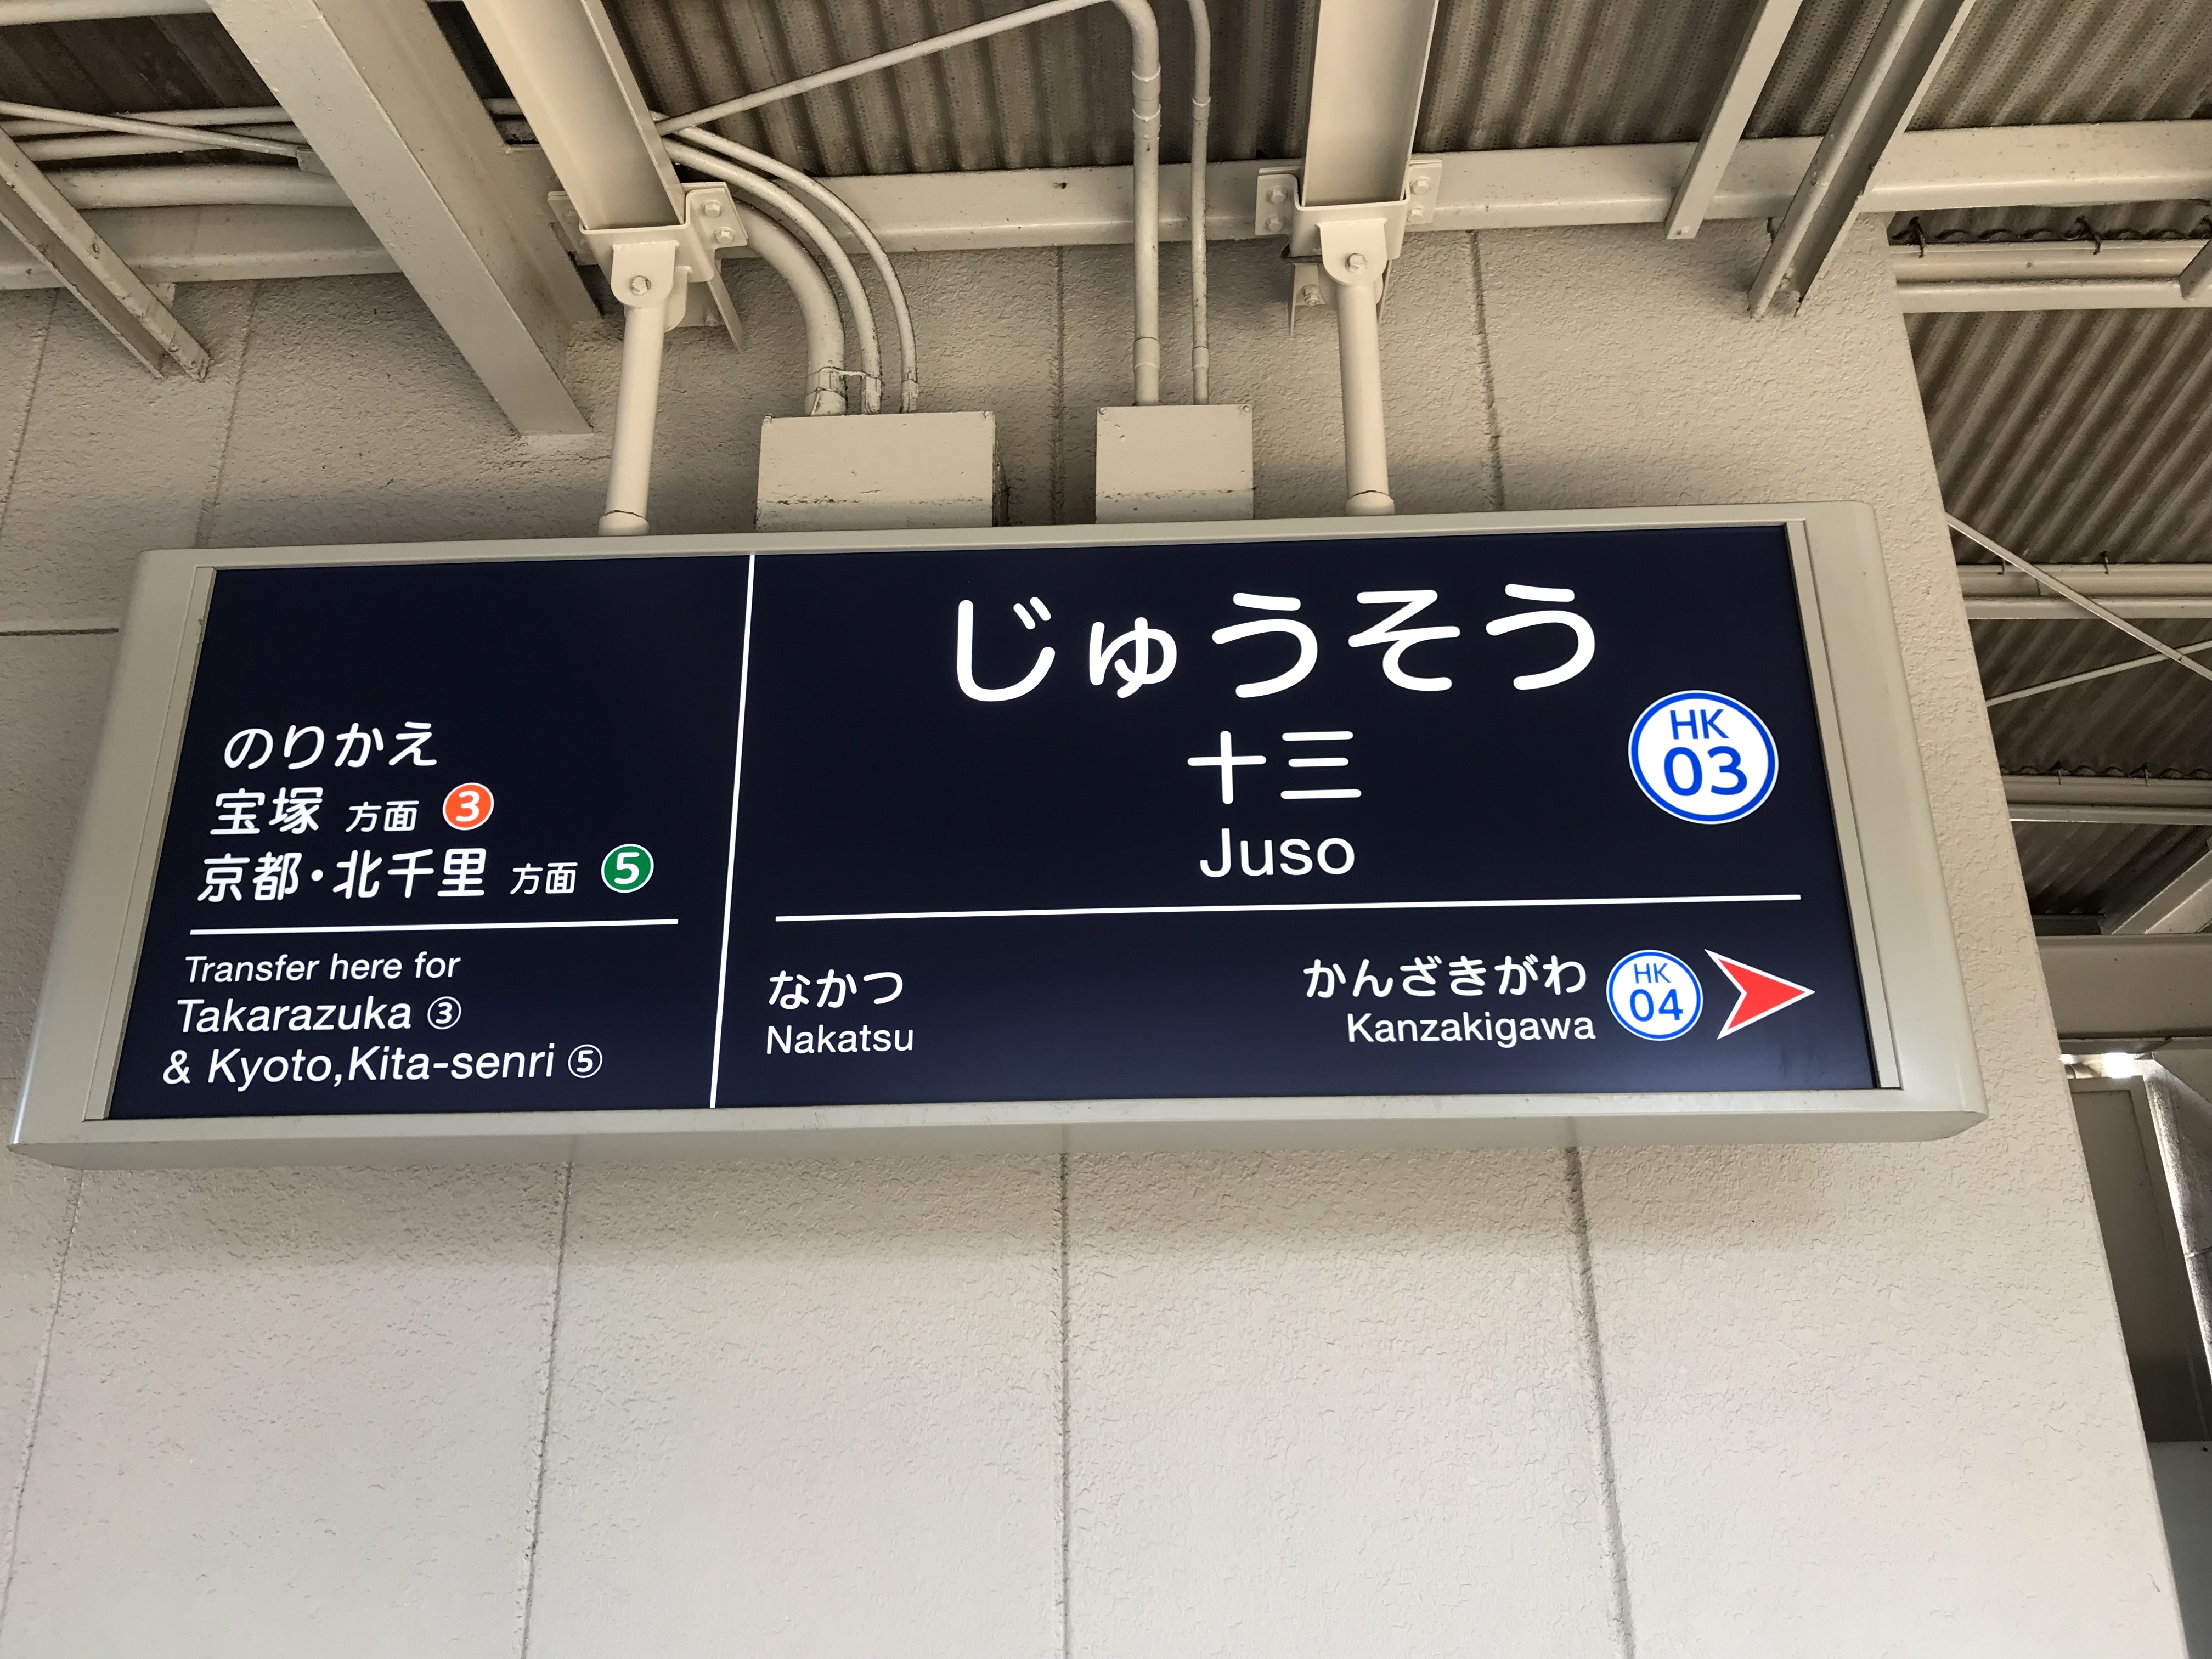 のりかえ
宝塚 方面 3
京都・北千里 方面 5
Transfer here for
Takarazuka ③
& Kyoto,Kita-senri ⑤
じゅうそう
十三
Juso
HK
03
なかつ
Nakatsu
かんざきがわ
Kanzakigawa
HK
04